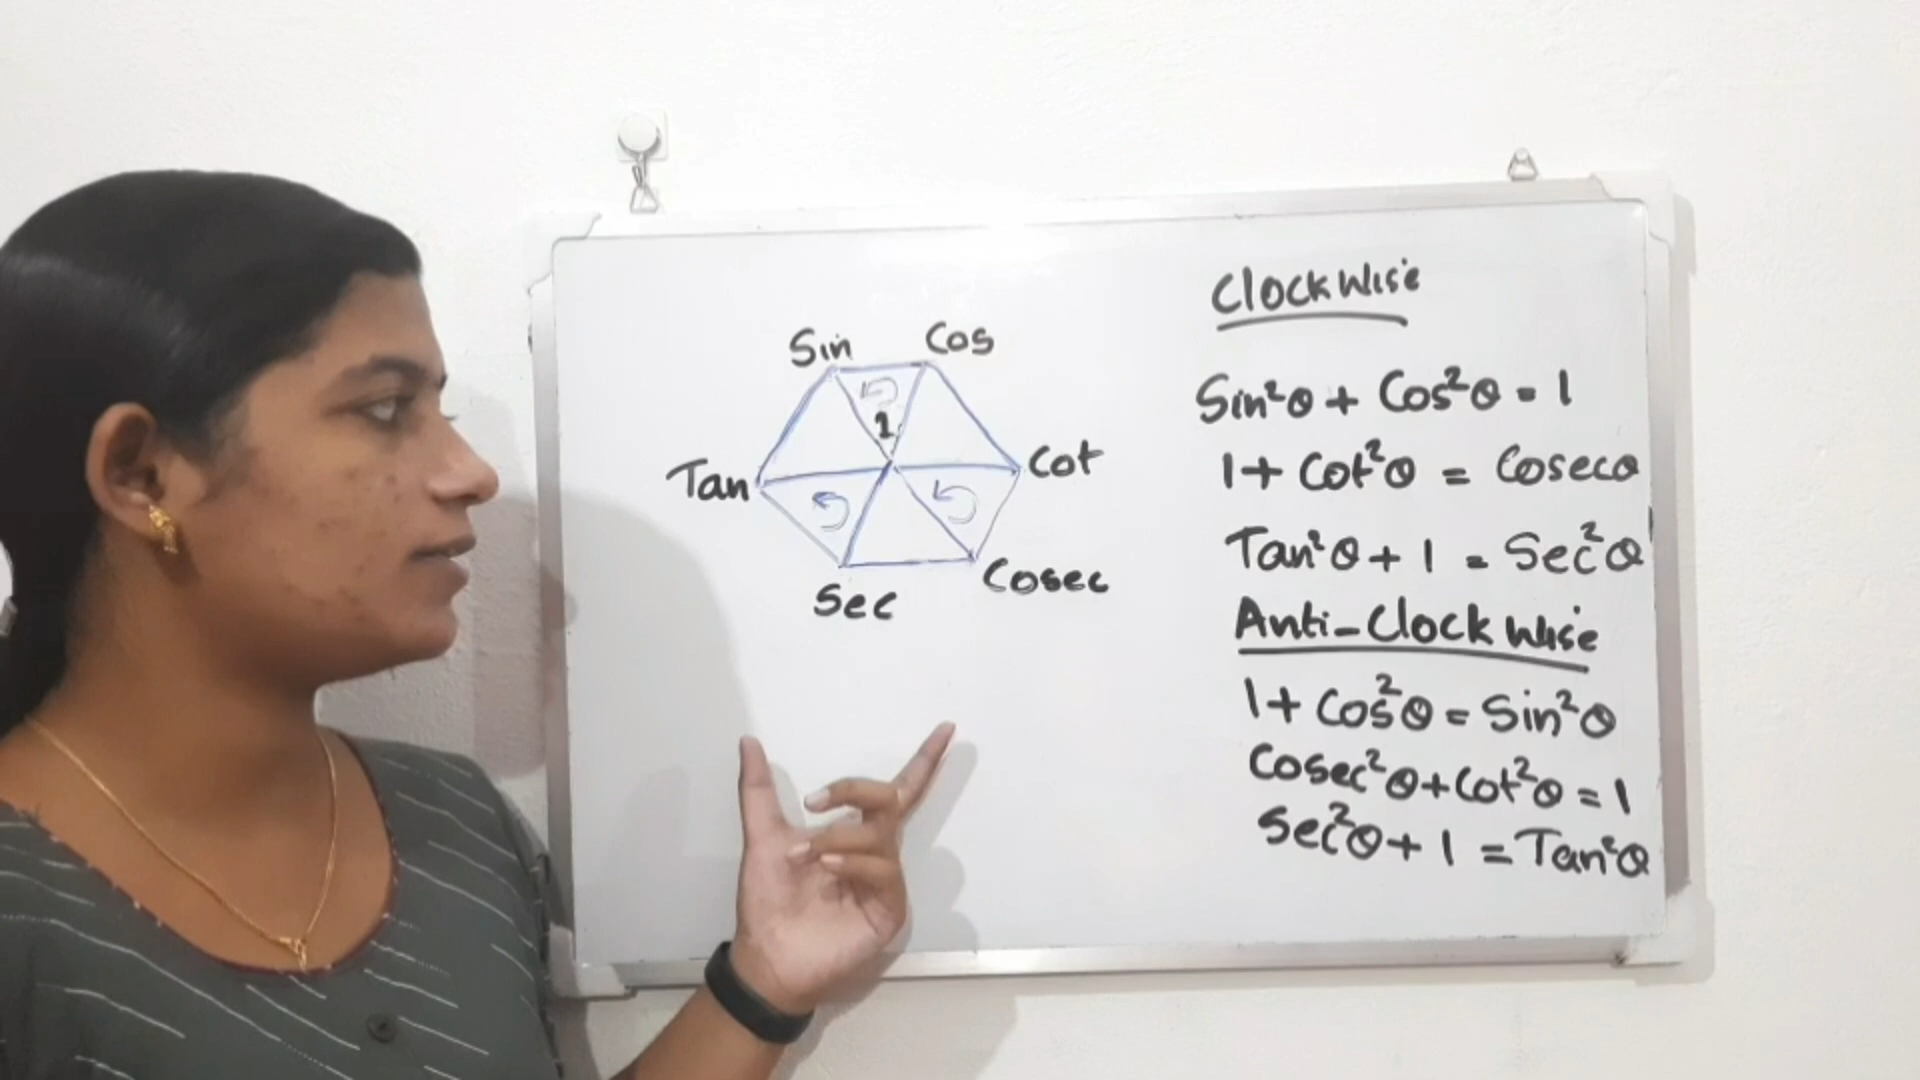 Sin Cos
1
Tan Cot
Sec Cosec
Clockwise
Sin²θ + Cos²θ = 1
1 + Cot²θ = Cosecθ
Tan²θ + 1 = Sec²θ
Anti-Clockwise
1 + Cos²θ = Sin²θ
Cosec²θ + Cot²θ = 1
Sec²θ + 1 = Tan²θ